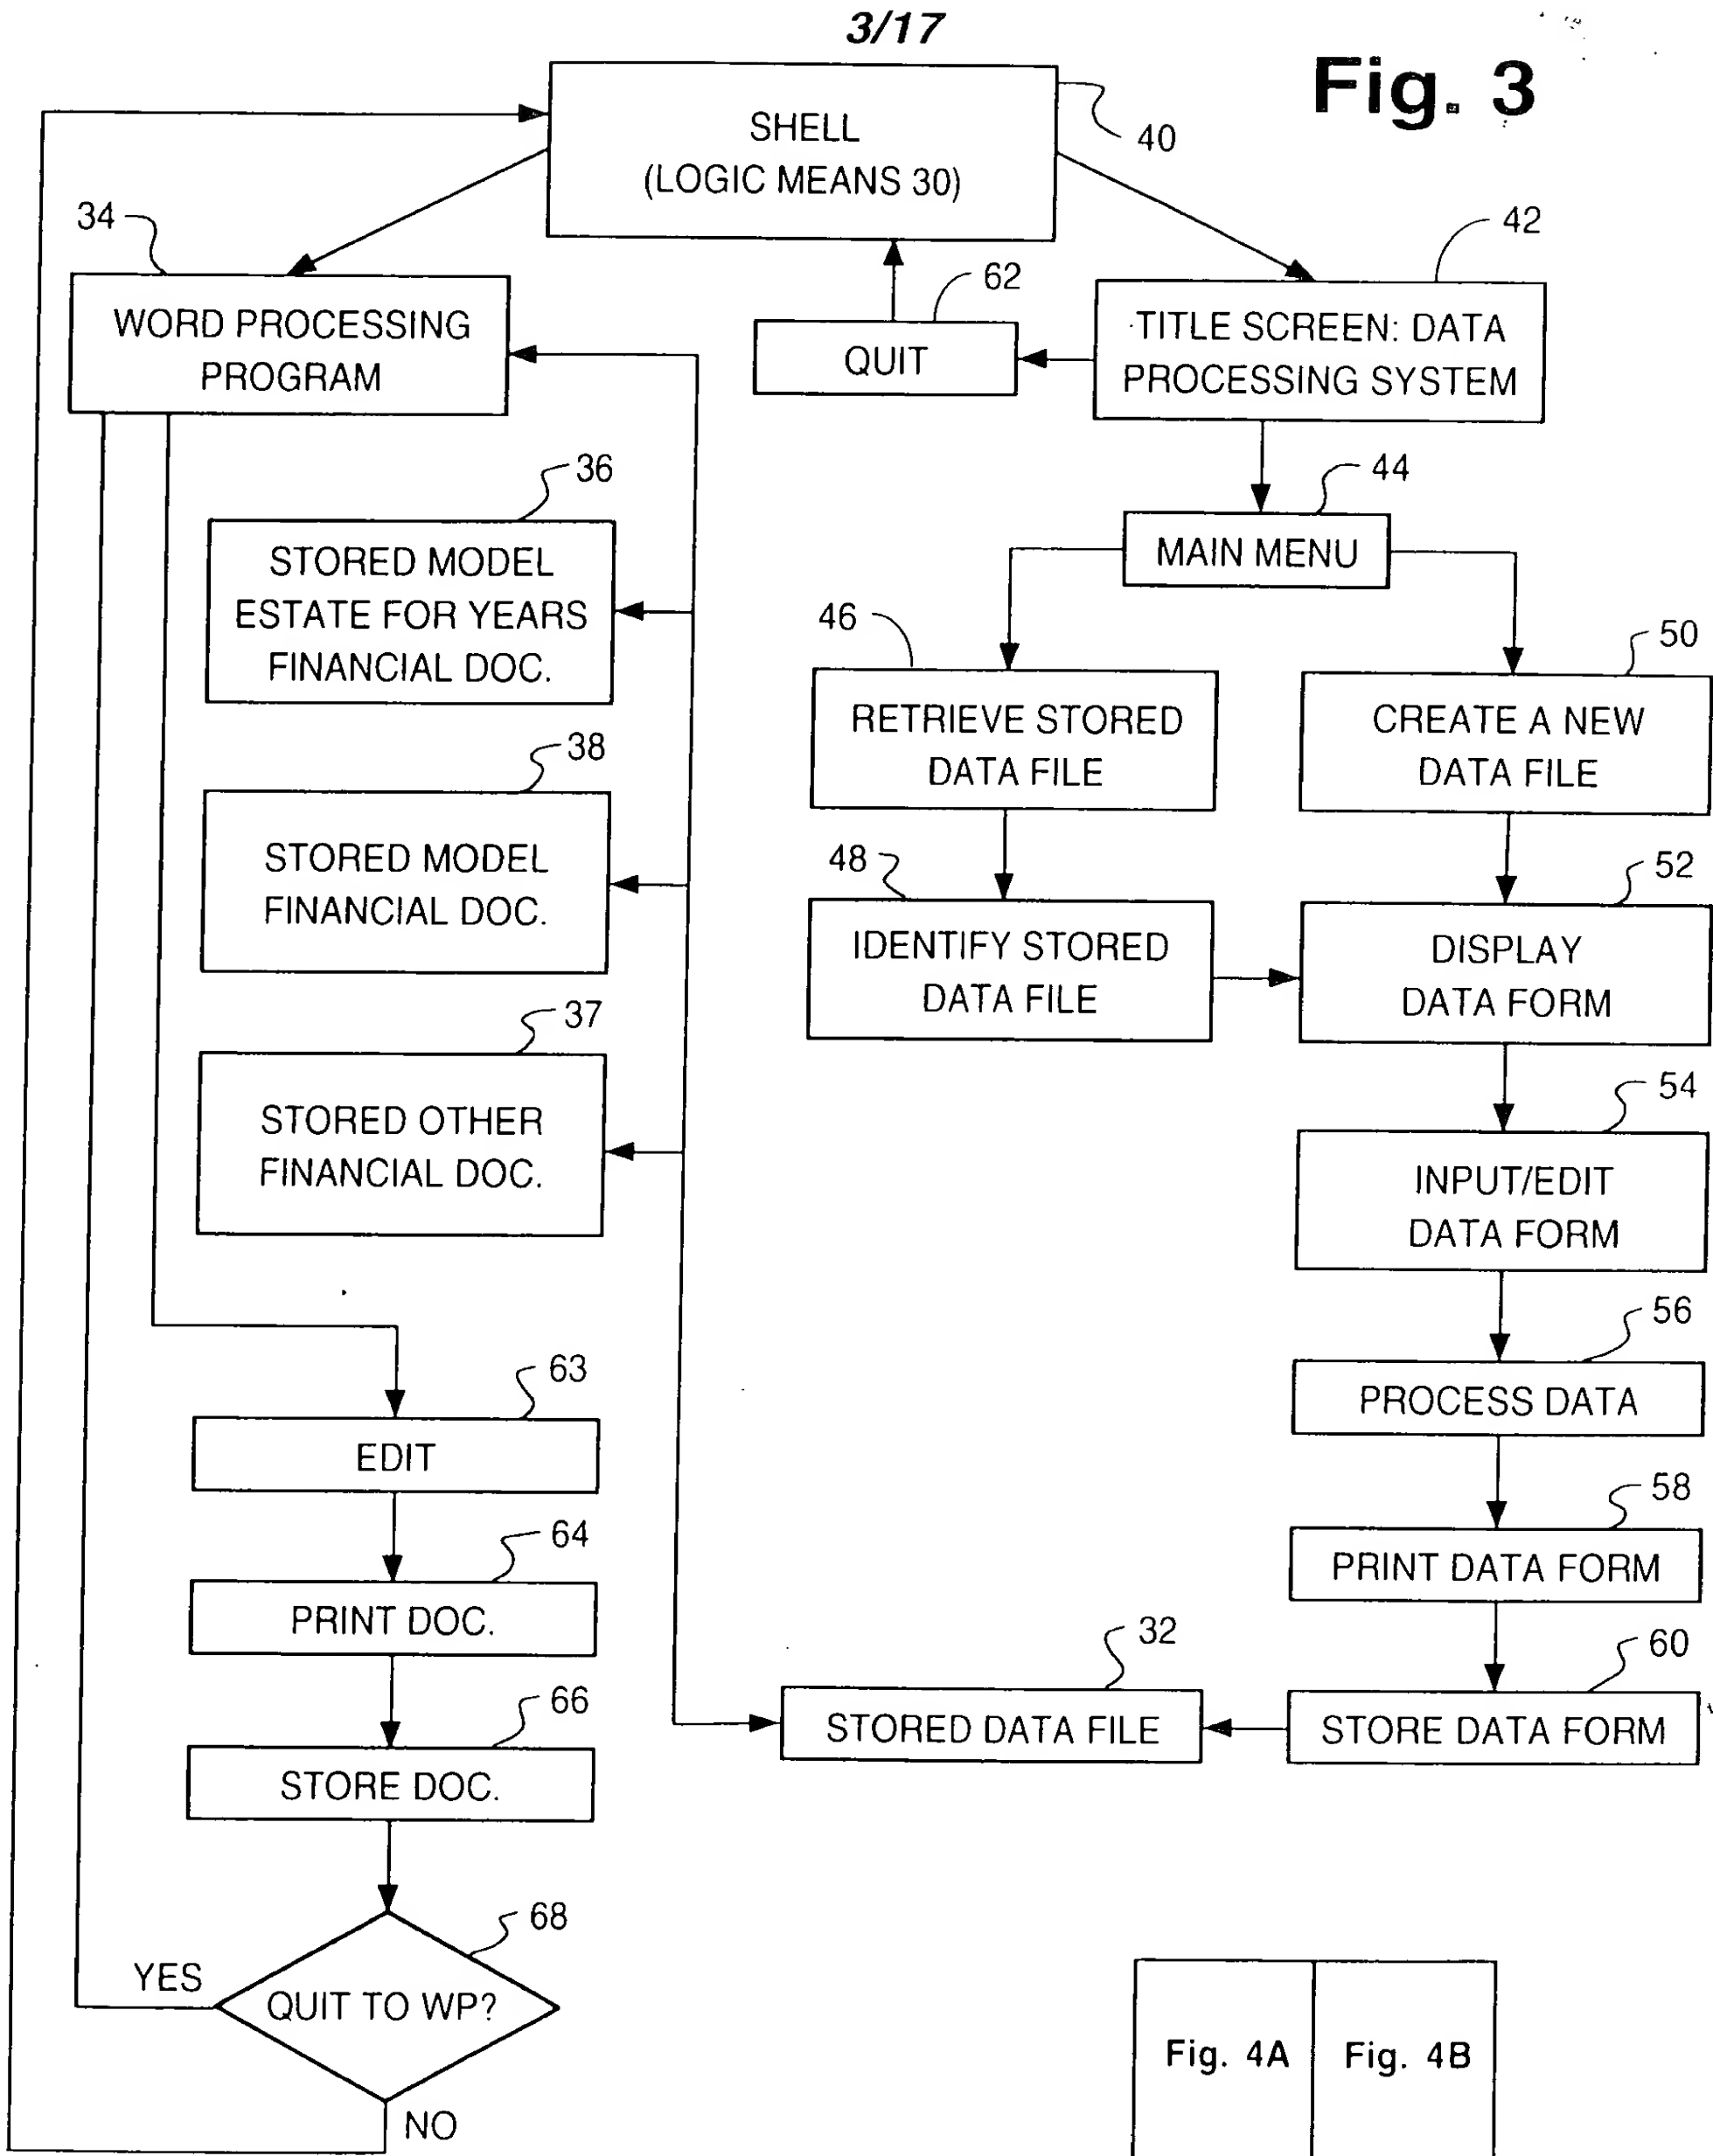 3/17
Fig. 3
SHELL
(LOGIC MEANS 30)
40
34
WORD PROCESSING
PROGRAM
62
QUIT
42
TITLE SCREEN: DATA
PROCESSING SYSTEM
44
MAIN MENU
36
STORED MODEL
ESTATE FOR YEARS
FINANCIAL DOC.
46
RETRIEVE STORED
DATA FILE
50
CREATE A NEW
DATA FILE
38
STORED MODEL
FINANCIAL DOC.
48
IDENTIFY STORED
DATA FILE
52
DISPLAY
DATA FORM
37
STORED OTHER
FINANCIAL DOC.
54
INPUT/EDIT
DATA FORM
56
PROCESS DATA
63
EDIT
58
PRINT DATA FORM
64
PRINT DOC.
32
STORED DATA FILE
60
STORE DATA FORM
66
STORE DOC.
68
QUIT TO WP?
YES
NO
Fig. 4A
Fig. 4B